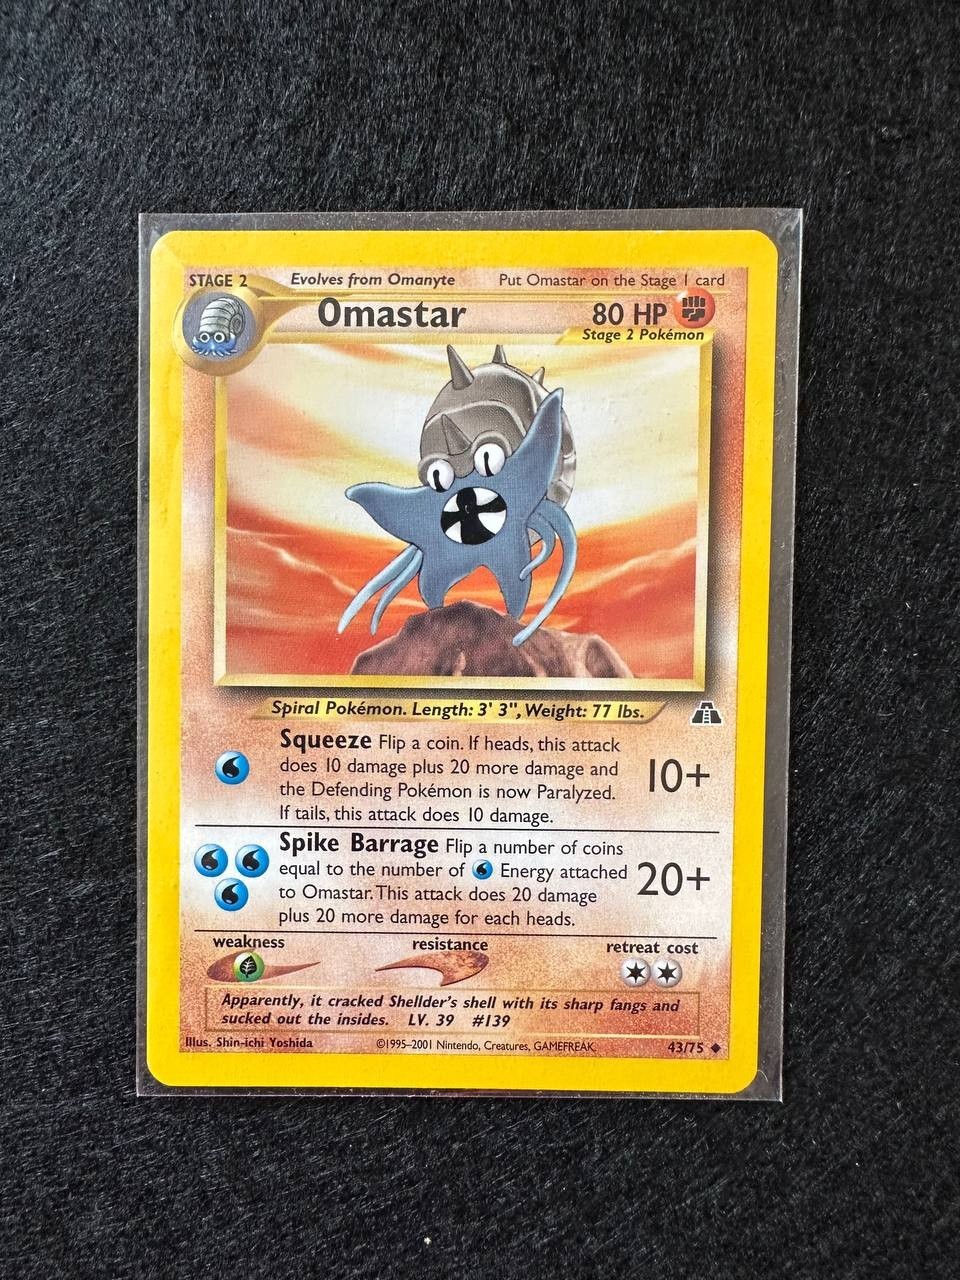 STAGE 2 Evolves from Omanyte Put Omastar on the Stage 1 card
Omastar 80 HP
Stage 2 Pokémon
Spiral Pokémon. Length: 3' 3", Weight: 77 lbs.
Squeeze Flip a coin. If heads, this attack
does 10 damage plus 20 more damage and
the Defending Pokémon is now Paralyzed.
If tails, this attack does 10 damage.
10+
Spike Barrage Flip a number of coins
equal to the number of Energy attached
to Omastar. This attack does 20 damage
plus 20 more damage for each heads.
20+
weakness resistance retreat cost
Apparently, it cracked Shellder's shell with its sharp fangs and
sucked out the insides. LV. 39 #139
Illus. Shin-ichi Yoshida ©1995–2001 Nintendo, Creatures, GAMEFREAK. 43/75